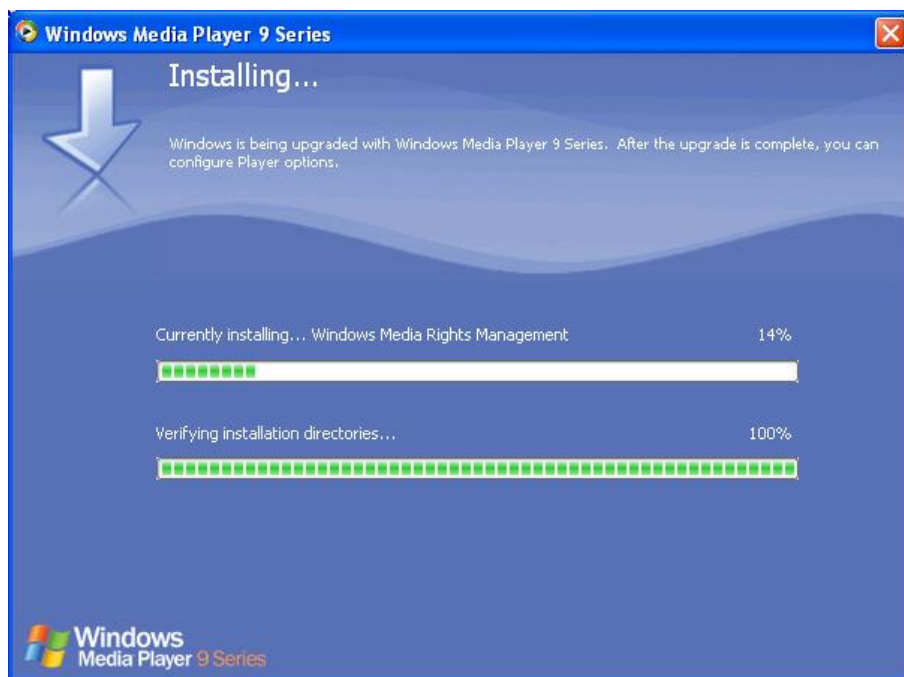 Windows Media Player 9 Series
Installing...
Windows is being upgraded with Windows Media Player 9 Series.  After the upgrade is complete, you can
configure Player options.
Currently installing... Windows Media Rights Management 14%
Verifying installation directories... 100%
Windows
Media Player 9 Series